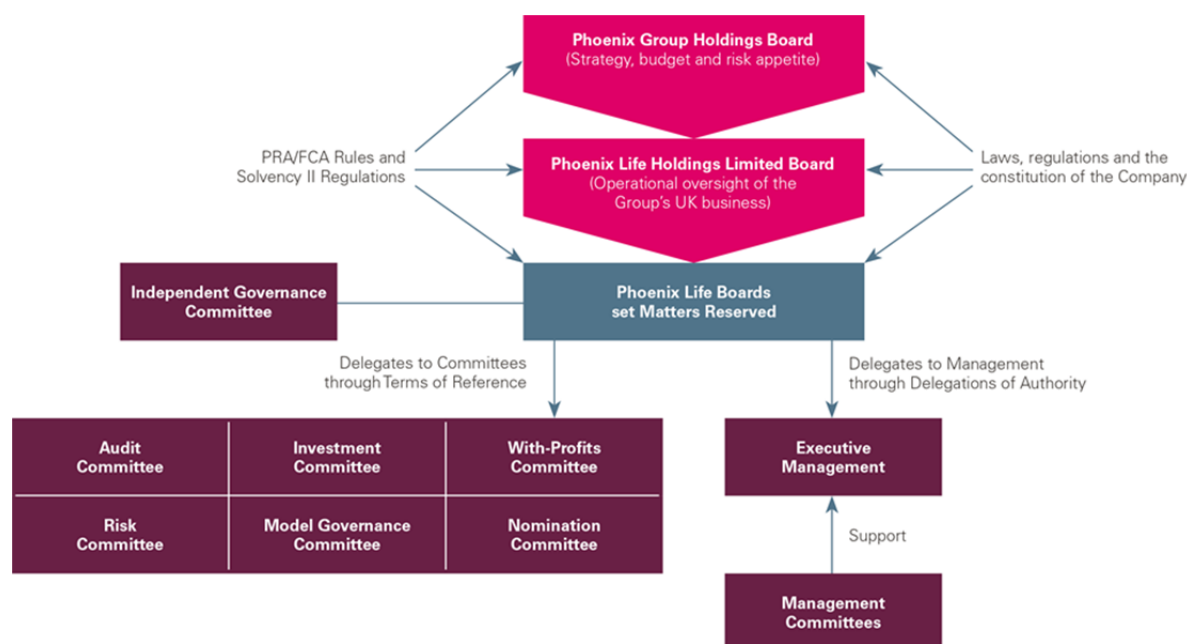 Phoenix Group Holdings Board
(Strategy, budget and risk appetite)
PRA/FCA Rules and
Solvency II Regulations
Phoenix Life Holdings Limited Board
(Operational oversight of the
Group's UK business)
Laws, regulations and the
constitution of the Company
Independent Governance
Committee
Phoenix Life Boards
set Matters Reserved
Delegates to Committees
through Terms of Reference
Delegates to Management
through Delegations of Authority
Audit
Committee
Investment
Committee
With-Profits
Committee
Executive
Management
Risk
Committee
Model Governance
Committee
Nomination
Committee
Support
Management
Committees